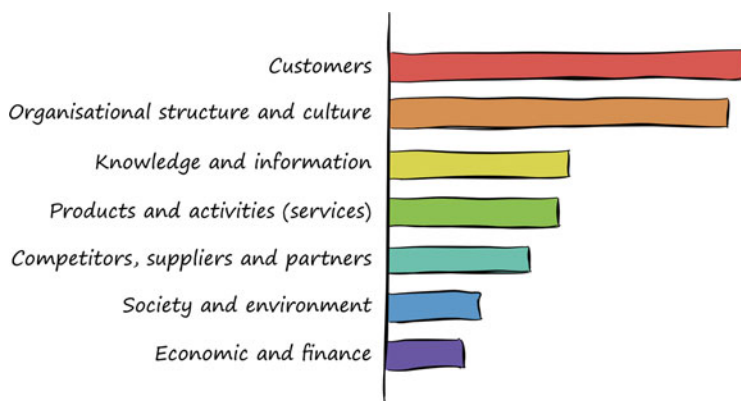 Customers
Organisational structure and culture
Knowledge and information
Products and activities (services)
Competitors, suppliers and partners
Society and environment
Economic and finance